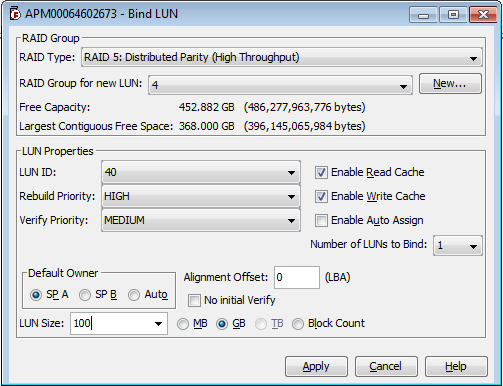 APM00064602673 - Bind LUN
RAID Group
RAID Type: RAID 5: Distributed Parity (High Throughput)
RAID Group for new LUN: 4 New...
Free Capacity: 452.882 GB (486,277,963,776 bytes)
Largest Contiguous Free Space: 368.000 GB (396,145,065,984 bytes)
LUN Properties
LUN ID: 40 Enable Read Cache
Rebuild Priority: HIGH Enable Write Cache
Verify Priority: MEDIUM Enable Auto Assign
Number of LUNs to Bind: 1
Default Owner Alignment Offset: 0 (LBA)
SP A SP B Auto No initial Verify
LUN Size: 100 MB GB TB Block Count
Apply Cancel Help